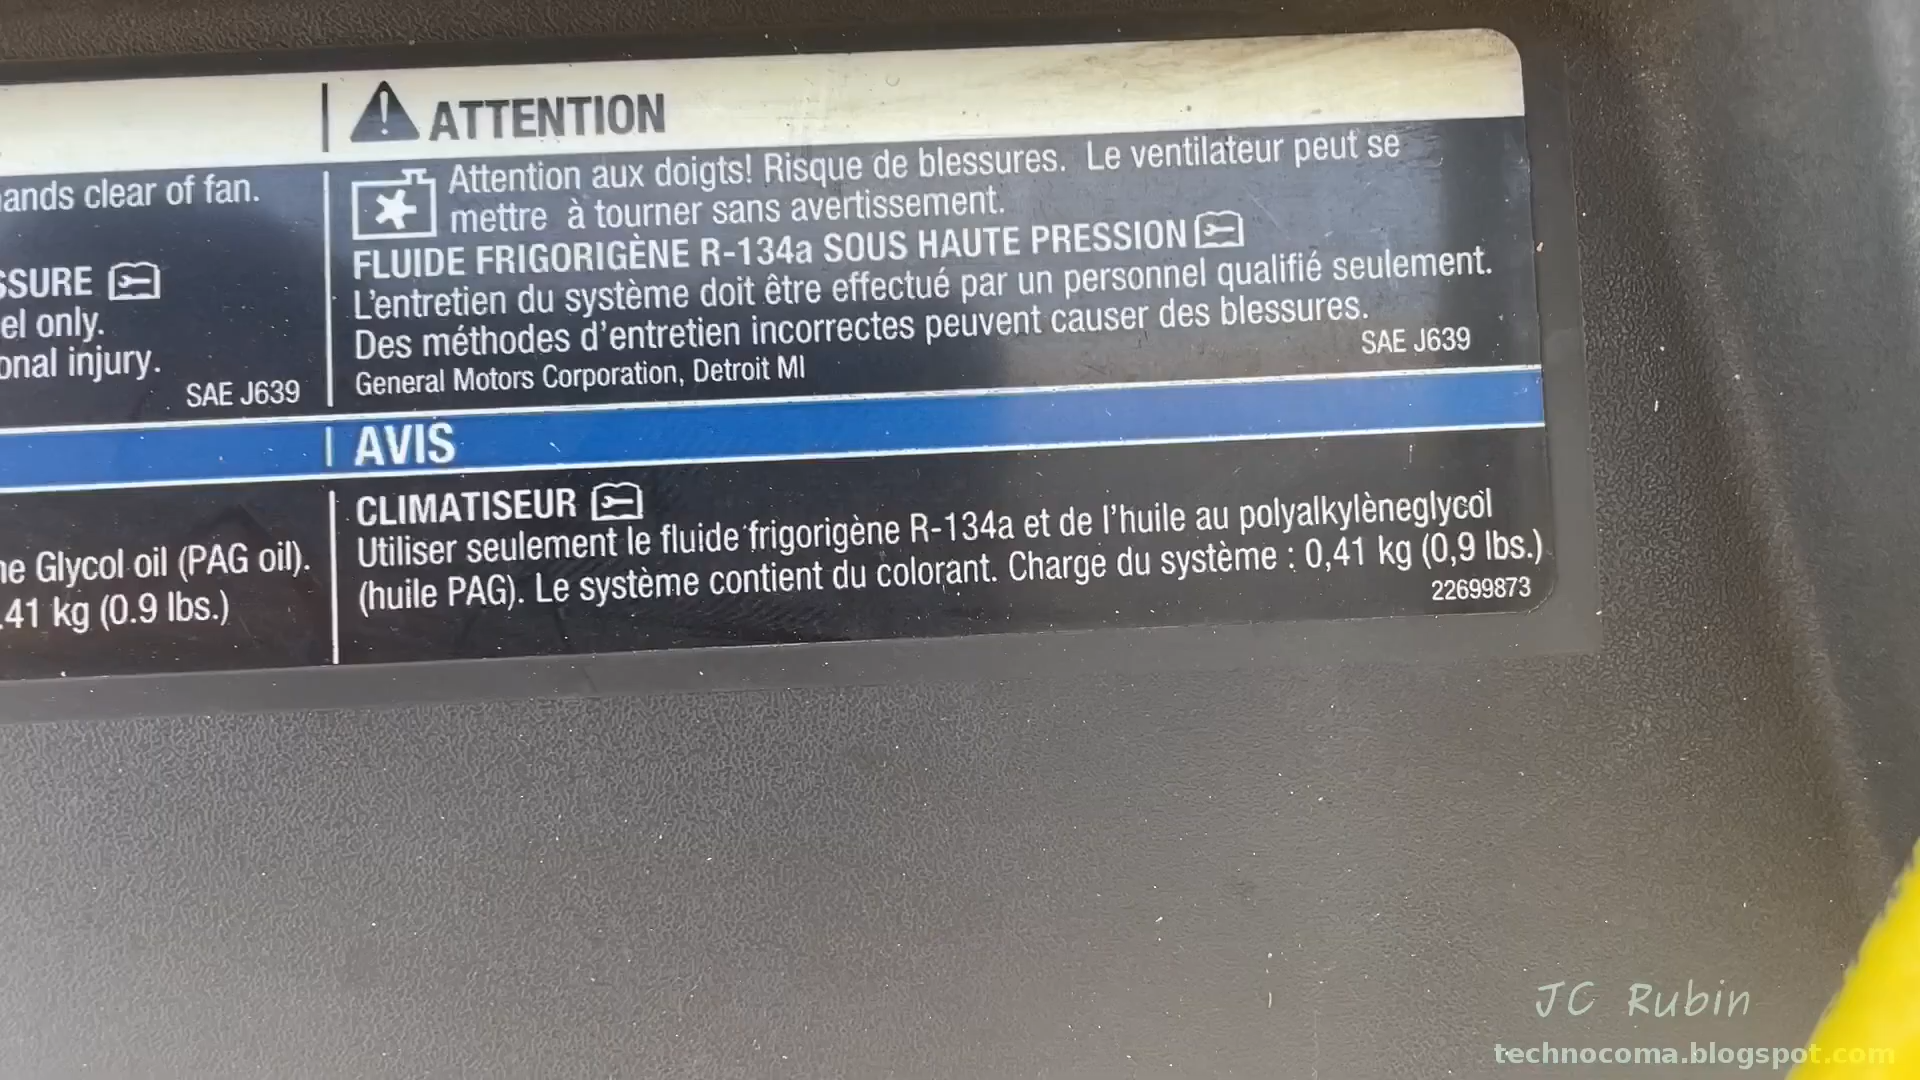 ATTENTION
ands clear of fan.
Attention aux doigts! Risque de blessures. Le ventilateur peut se
mettre à tourner sans avertissement.
SSURE
FLUIDE FRIGORIGÈNE R-134a SOUS HAUTE PRESSION
el only.
L'entretien du système doit être effectué par un personnel qualifié seulement.
onal injury.
Des méthodes d'entretien incorrectes peuvent causer des blessures.
SAE J639
General Motors Corporation, Detroit MI
SAE J639
AVIS
CLIMATISEUR
ne Glycol oil (PAG oil).
Utiliser seulement le fluide frigorigène R-134a et de l'huile au polyalkylèneglycol
.41 kg (0.9 lbs.)
(huile PAG). Le système contient du colorant. Charge du système : 0,41 kg (0,9 lbs.)
22699873
JC Rubin
technocoma.blogspot.com